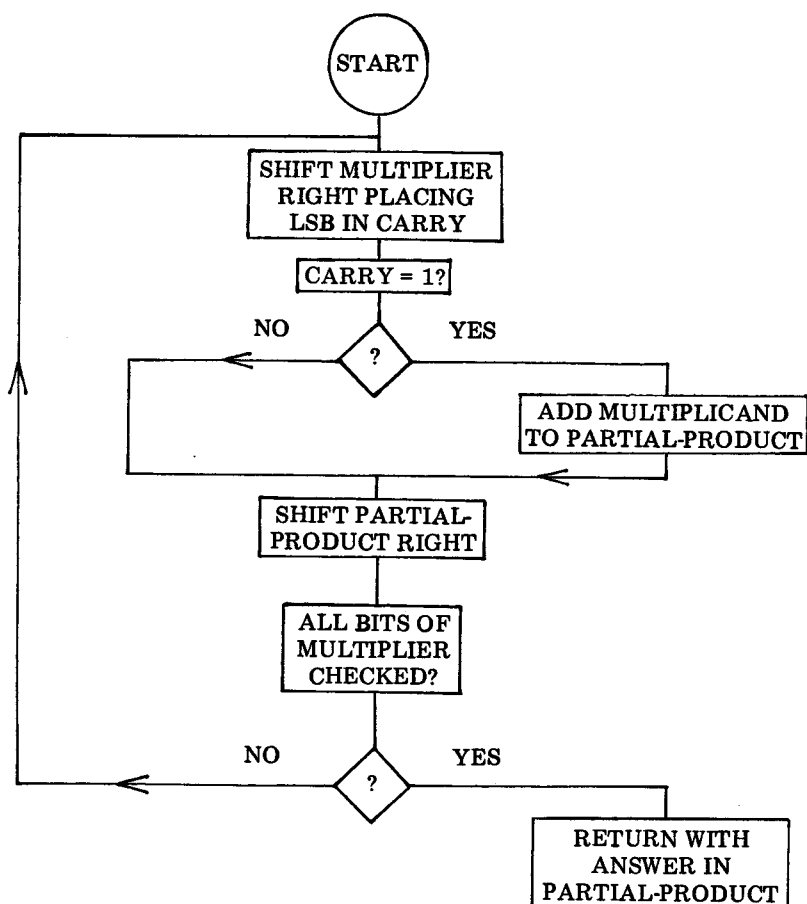 START
SHIFT MULTIPLIER
RIGHT PLACING
LSB IN CARRY
CARRY = 1?
NO
YES
?
ADD MULTIPLICAND
TO PARTIAL-PRODUCT
SHIFT PARTIAL-
PRODUCT RIGHT
ALL BITS OF
MULTIPLIER
CHECKED?
NO
YES
?
RETURN WITH
ANSWER IN
PARTIAL-PRODUCT